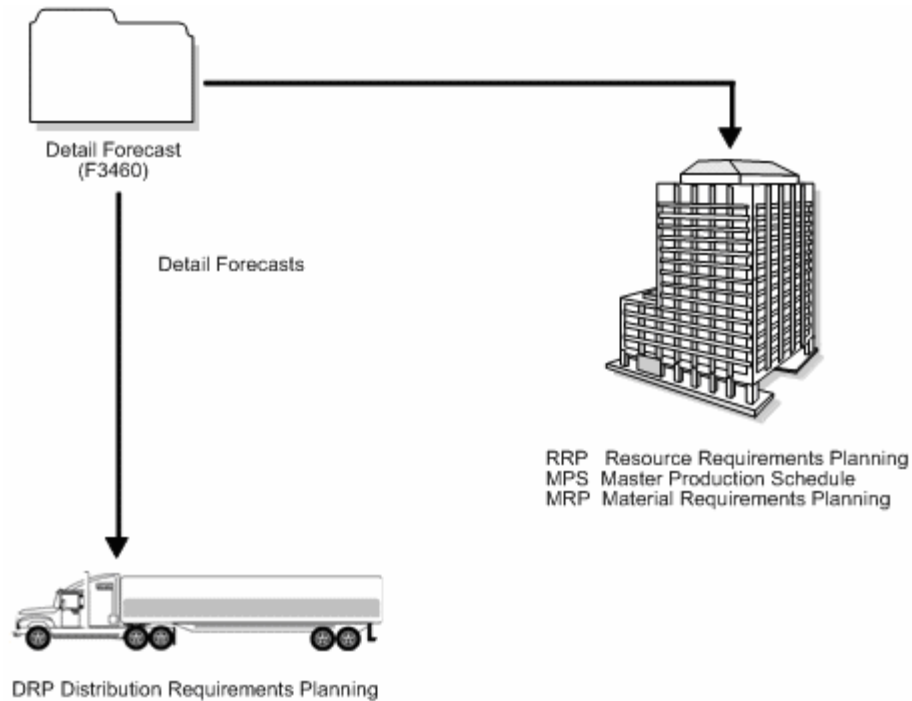 Detail Forecast
(F3460)
Detail Forecasts
RRP Resource Requirements Planning
MPS Master Production Schedule
MRP Material Requirements Planning
DRP Distribution Requirements Planning